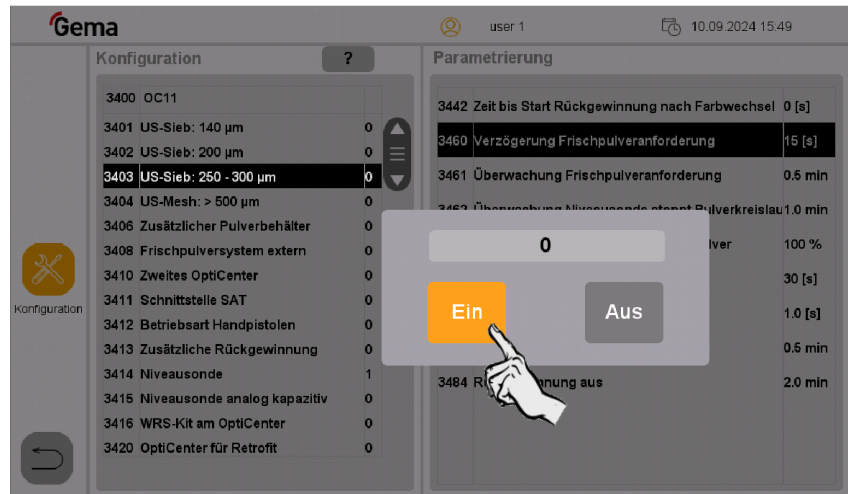 Gema
user 1
10.09.2024 15:49
Konfiguration
?
Parametrierung
3400 OC11
3401 US-Sieb: 140 µm 0
3402 US-Sieb: 200 µm 0
3403 US-Sieb: 250 - 300 µm 0
3404 US-Mesh: > 500 µm 0
3406 Zusätzlicher Pulverbehälter 0
3408 Frischpulversystem extern 0
3410 Zweites OptiCenter 0
3411 Schnittstelle SAT 0
3412 Betriebsart Handpistolen 0
3413 Zusätzliche Rückgewinnung 0
3414 Niveausonde 1
3415 Niveausonde analog kapazitiv 0
3416 WRS-Kit am OptiCenter 0
3420 OptiCenter für Retrofit 0
Konfiguration
3442 Zeit bis Start Rückgewinnung nach Farbwechsel 0 [s]
3460 Verzögerung Frischpulveranforderung 15 [s]
3461 Überwachung Frischpulveranforderung 0.5 min
3462 Überwachung Niveausonde stoppt Pulverkreislau 1.0 min
100 %
30 [s]
1.0 [s]
0.5 min
3484 aus 2.0 min
0
Ein
Aus